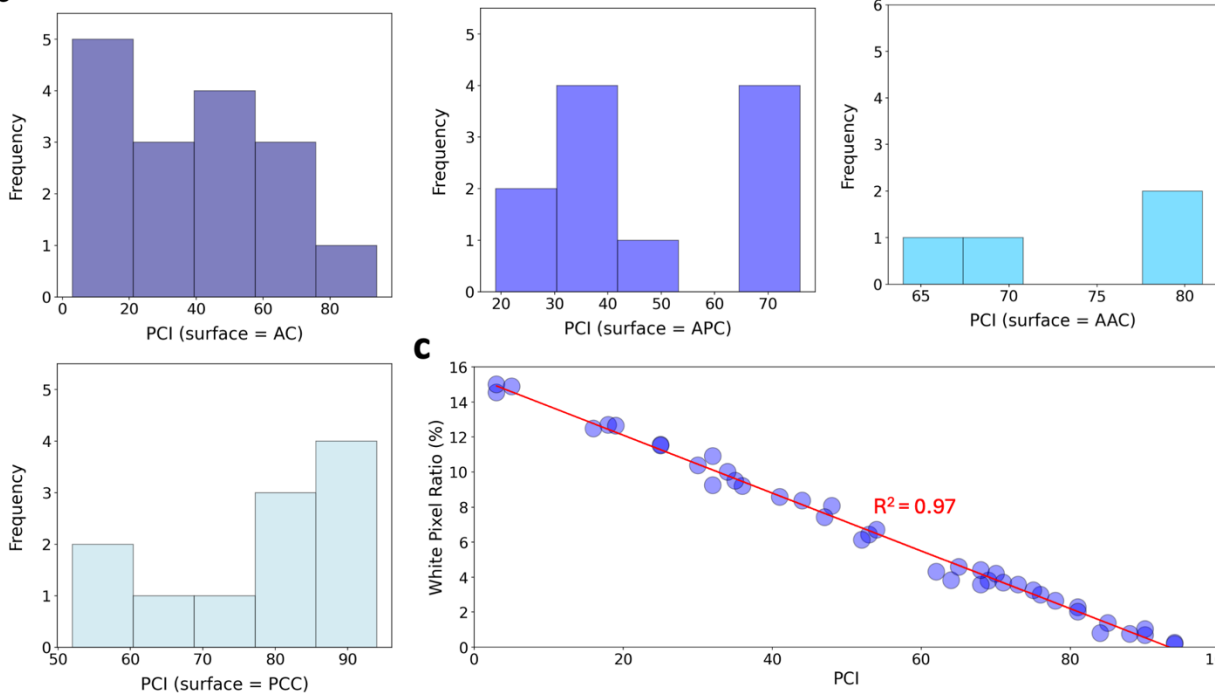 5
4
3
2
1
0
Frequency
0 20 40 60 80
PCI (surface = AC)
5
4
3
2
1
0
Frequency
20 30 40 50 60 70
PCI (surface = APC)
6
5
4
3
2
1
0
Frequency
65 70 75 80
PCI (surface = AAC)
5
4
3
2
1
0
Frequency
50 60 70 80 90
PCI (surface = PCC)
c
16
14
12
10
8
6
4
2
0
White Pixel Ratio (%)
R² = 0.97
0 20 40 60 80
PCI